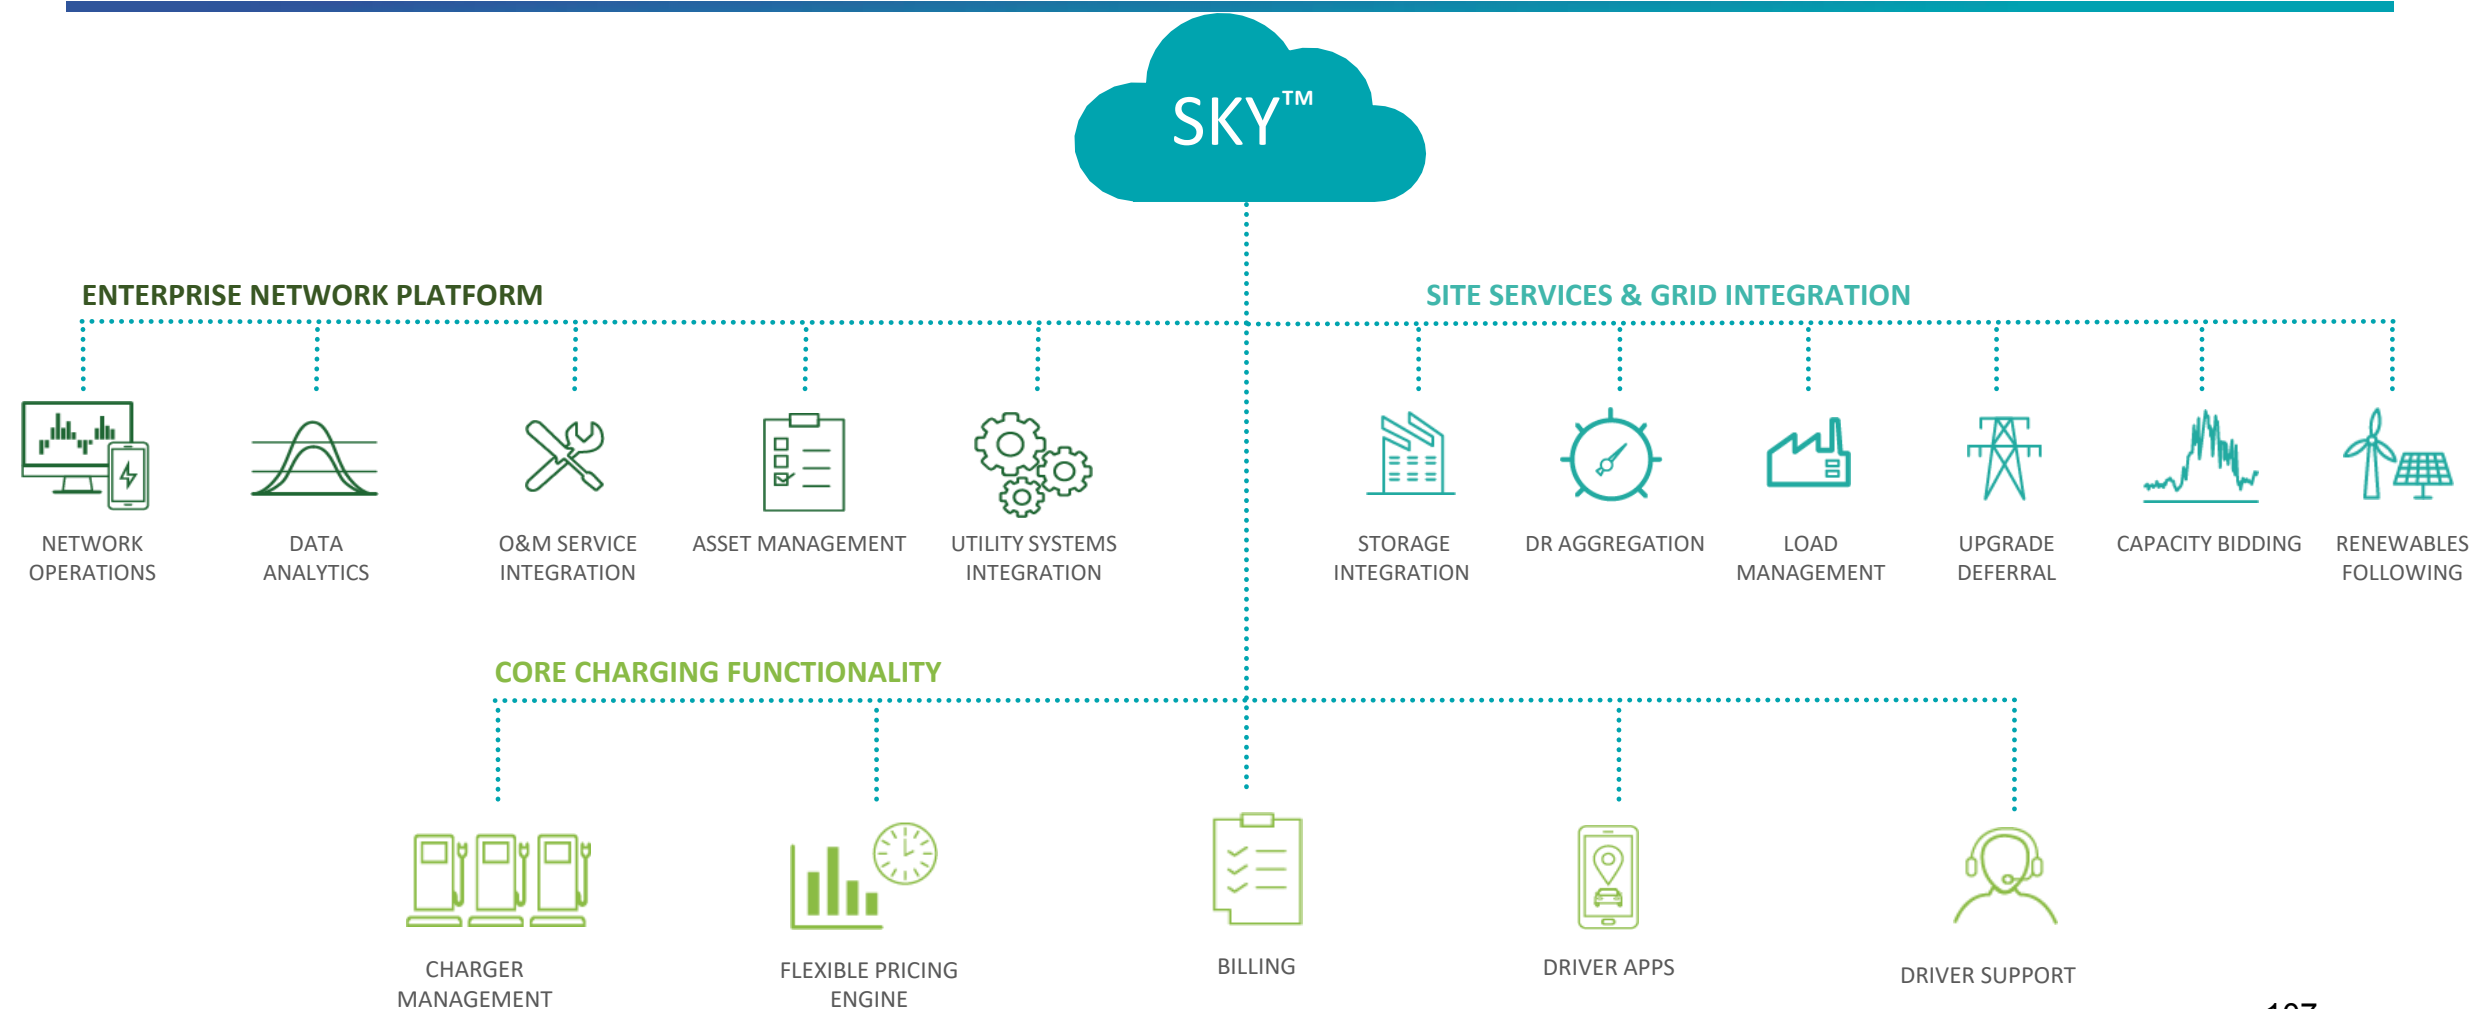 SKY™
ENTERPRISE NETWORK PLATFORM
SITE SERVICES & GRID INTEGRATION
NETWORK
OPERATIONS
DATA
ANALYTICS
O&M SERVICE
INTEGRATION
ASSET MANAGEMENT
UTILITY SYSTEMS
INTEGRATION
STORAGE
INTEGRATION
DR AGGREGATION
LOAD
MANAGEMENT
UPGRADE
DEFERRAL
CAPACITY BIDDING
RENEWABLES
FOLLOWING
CORE CHARGING FUNCTIONALITY
CHARGER
MANAGEMENT
FLEXIBLE PRICING
ENGINE
BILLING
DRIVER APPS
DRIVER SUPPORT